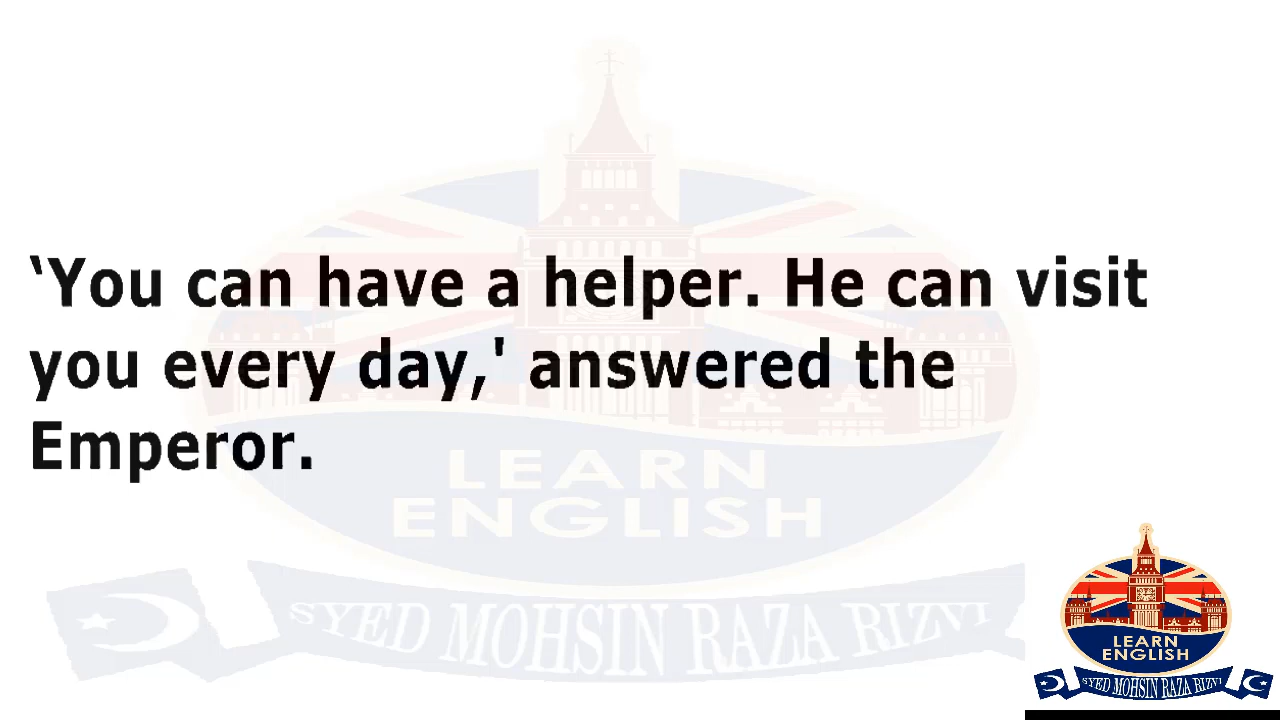 ‘You can have a helper. He can visit
you every day,' answered the
Emperor.
LEARN
ENGLISH
SYED MOHSIN RAZA RIZVI
LEARN
ENGLISH
SYED MOHSIN RAZA RIZVI